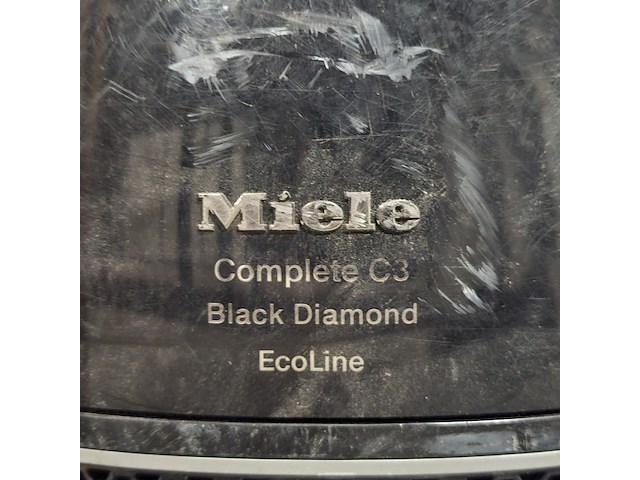 Miele
Complete C3
Black Diamond
EcoLine